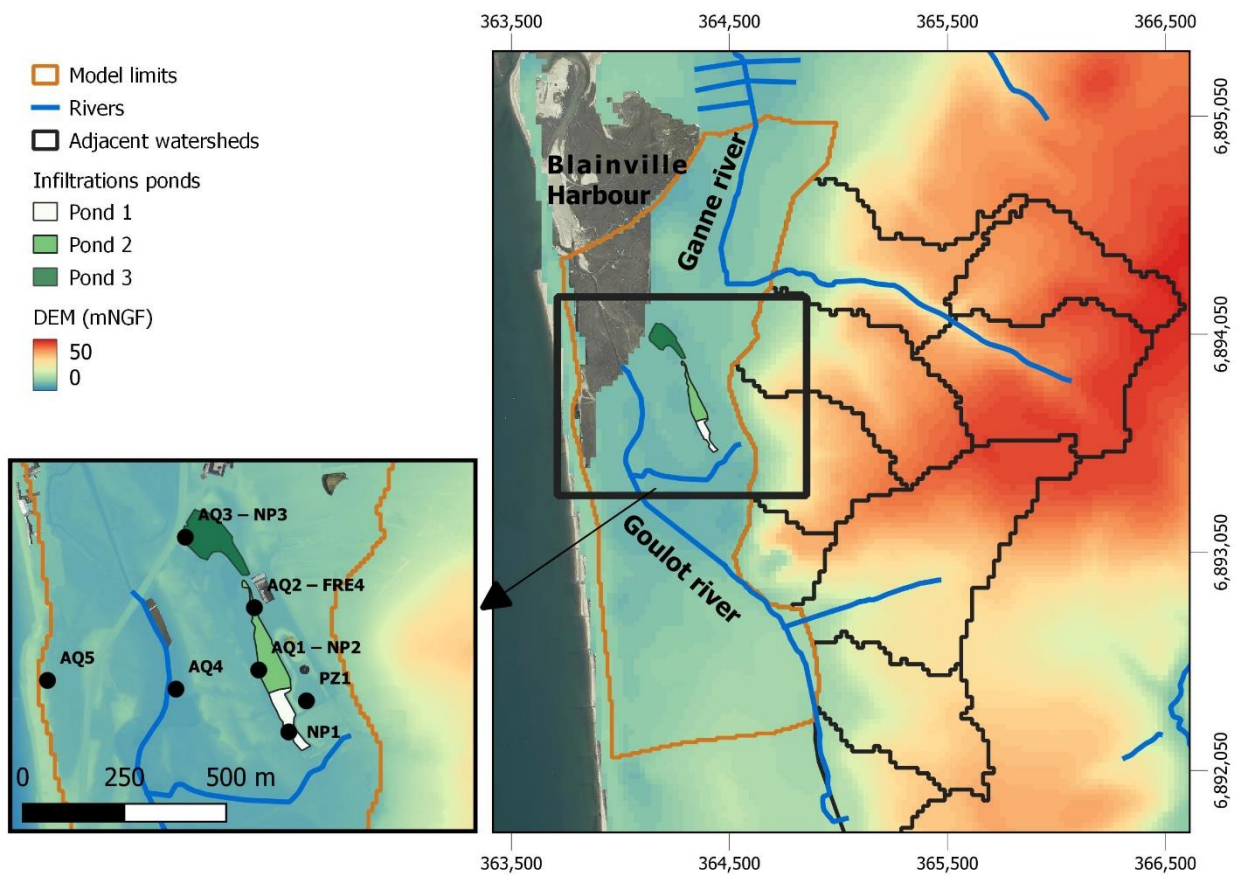 363,500
364,500
365,500
366,500
Model limits
Rivers
Adjacent watersheds
Infiltrations ponds
Pond 1
Pond 2
Pond 3
DEM (mNGF)
50
0
Blainville
Harbour
Ganne river
Goulot river
6,895,050
6,894,050
6,893,050
6,892,050
AQ3 – NP3
AQ2 – FRE4
AQ1 – NP2
AQ5
AQ4
PZ1
NP1
0
250
500 m
363,500
364,500
365,500
366,500